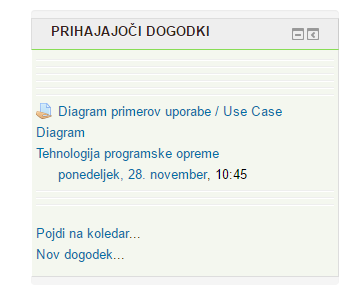 PRIHAJAJOČI DOGODKI
Diagram primerov uporabe / Use Case
Diagram
Tehnologija programske opreme
ponedeljek, 28. november, 10:45
Pojdi na koledar...
Nov dogodek...